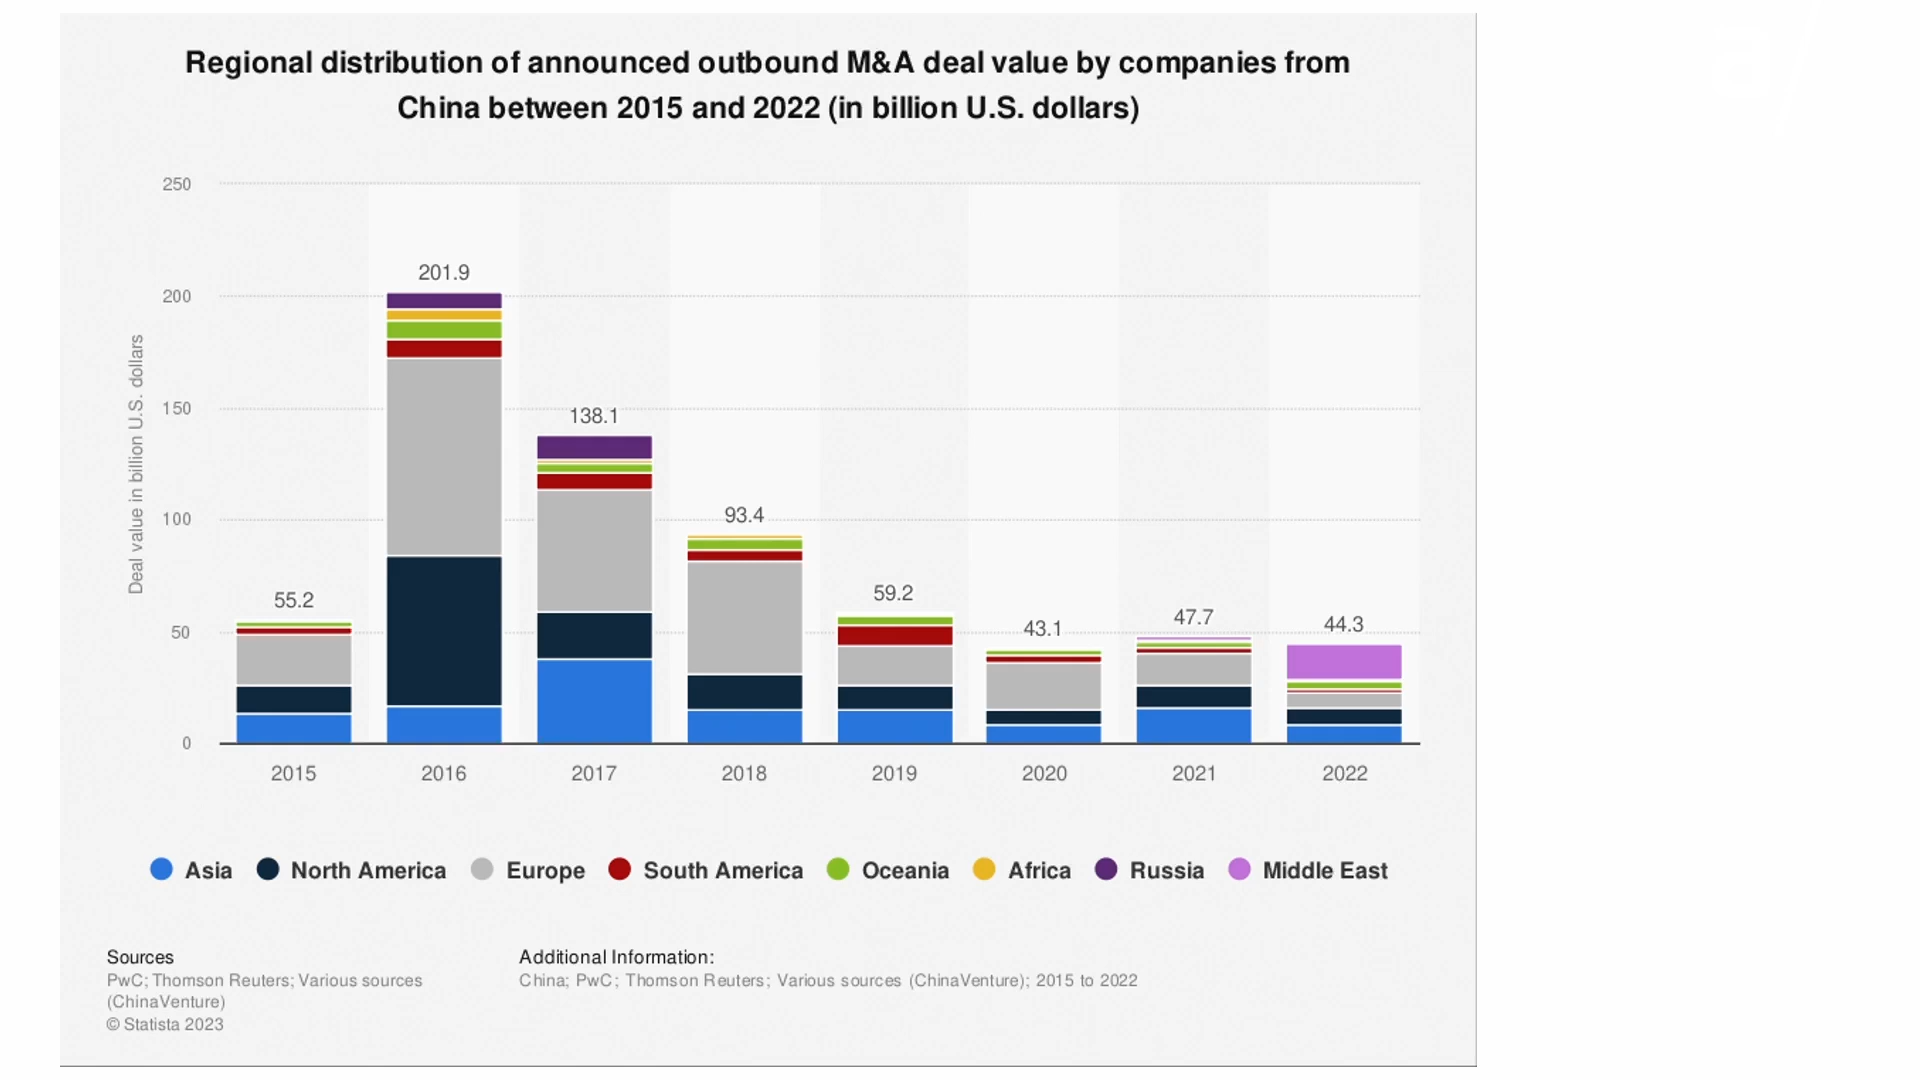 Regional distribution of announced outbound M&A deal value by companies from
China between 2015 and 2022 (in billion U.S. dollars)
Deal value in billion U.S. dollars
250
200
150
100
50
0
55.2
201.9
138.1
93.4
59.2
43.1
47.7
44.3
2015 2016 2017 2018 2019 2020 2021 2022
Asia North America Europe South America Oceania Africa Russia Middle East
Sources
PwC; Thomson Reuters; Various sources
(ChinaVenture)
© Statista 2023
Additional Information:
China; PwC; Thomson Reuters; Various sources (ChinaVenture); 2015 to 2022